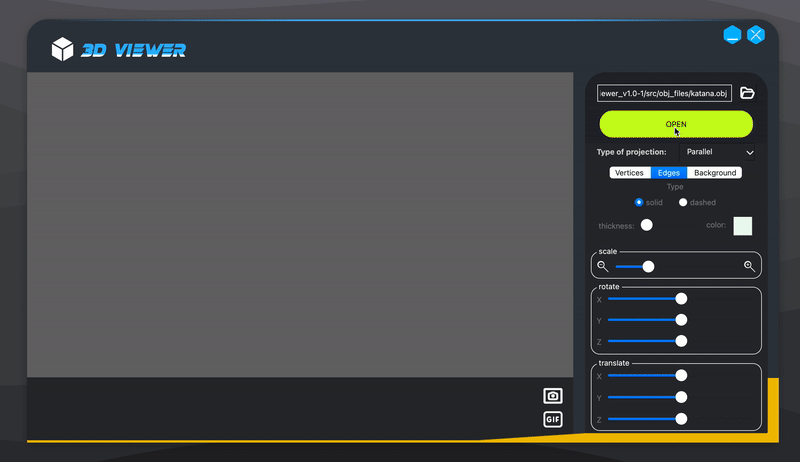 3D VIEWER
iewer_v1.0-1/src/obj_files/katana.obj
OPEN
Type of projection: Parallel
Vertices Edges Background
Type
solid dashed
thickness: color:
scale
rotate
X
Y
Z
translate
X
Y
Z
GIF